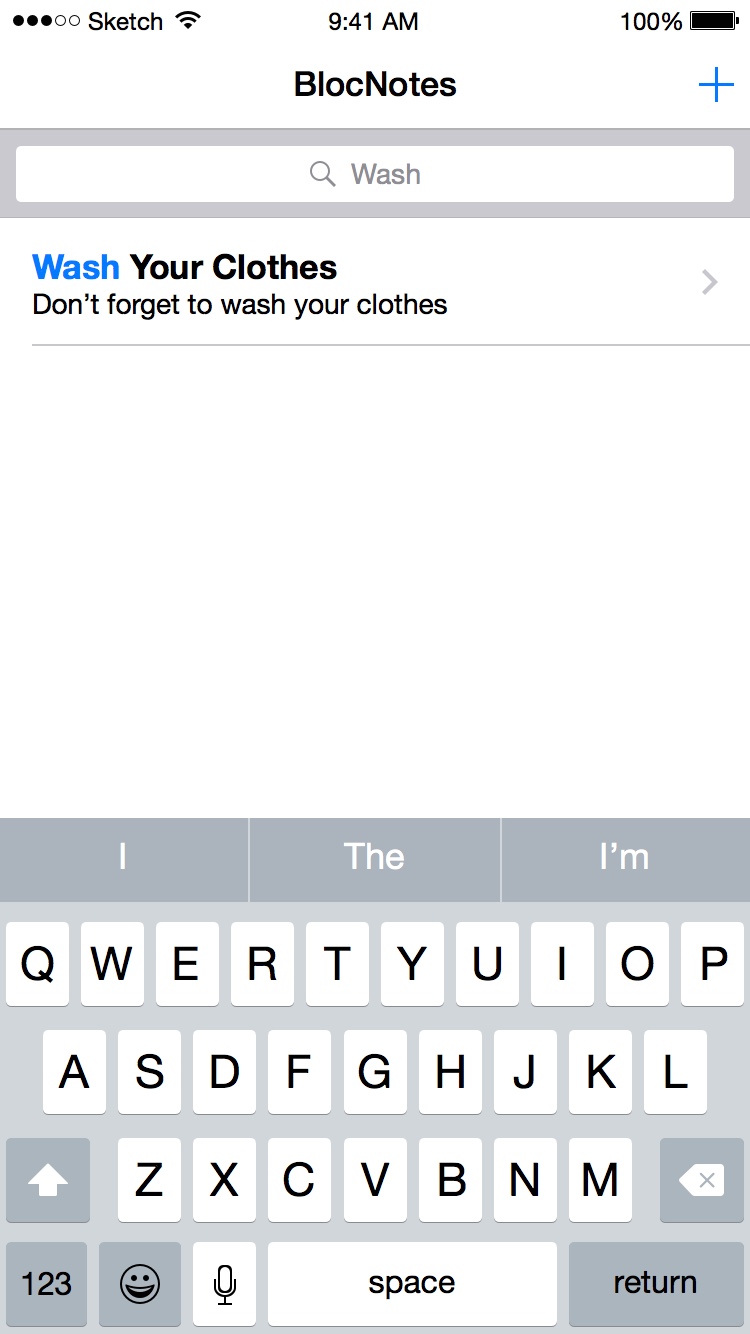 Sketch 9:41 AM 100%
BlocNotes
Wash
Wash Your Clothes
Don’t forget to wash your clothes
I The I’m
Q W E R T Y U I O P
A S D F G H J K L
Z X C V B N M
123 space return